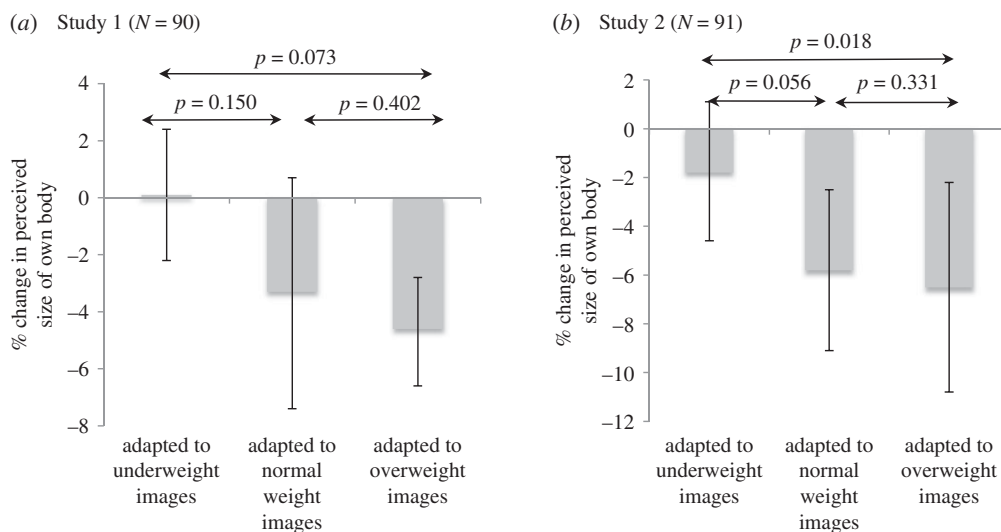 (a) Study 1 (N = 90)
p = 0.073
p = 0.150
p = 0.402
4
2
0
–2
–4
–6
–8
% change in perceived
size of own body
adapted to
underweight
images
adapted to
normal
weight
images
adapted to
overweight
images
(b) Study 2 (N = 91)
p = 0.018
p = 0.056
p = 0.331
2
0
–2
–4
–6
–8
–10
–12
% change in perceived
size of own body
adapted to
underweight
images
adapted to
normal
weight images
adapted to
overweight
images